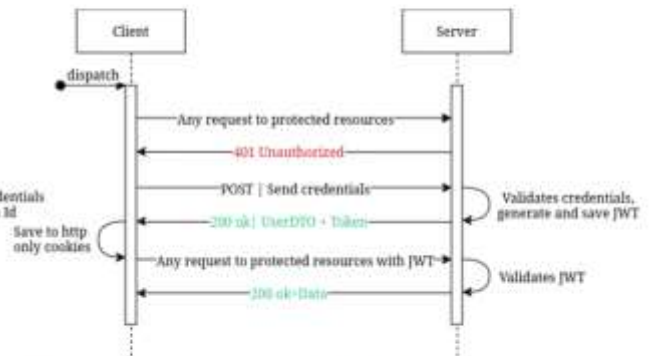 Client
Server
dispatch
Any request to protected resources
401 Unauthorized
POST | Send credentials
Validates credentials,
generate and save JWT
200 ok| UserDTO + Token
Save to http
only cookies
Any request to protected resources with JWT
Validates JWT
200 ok+Data
dentials
Id